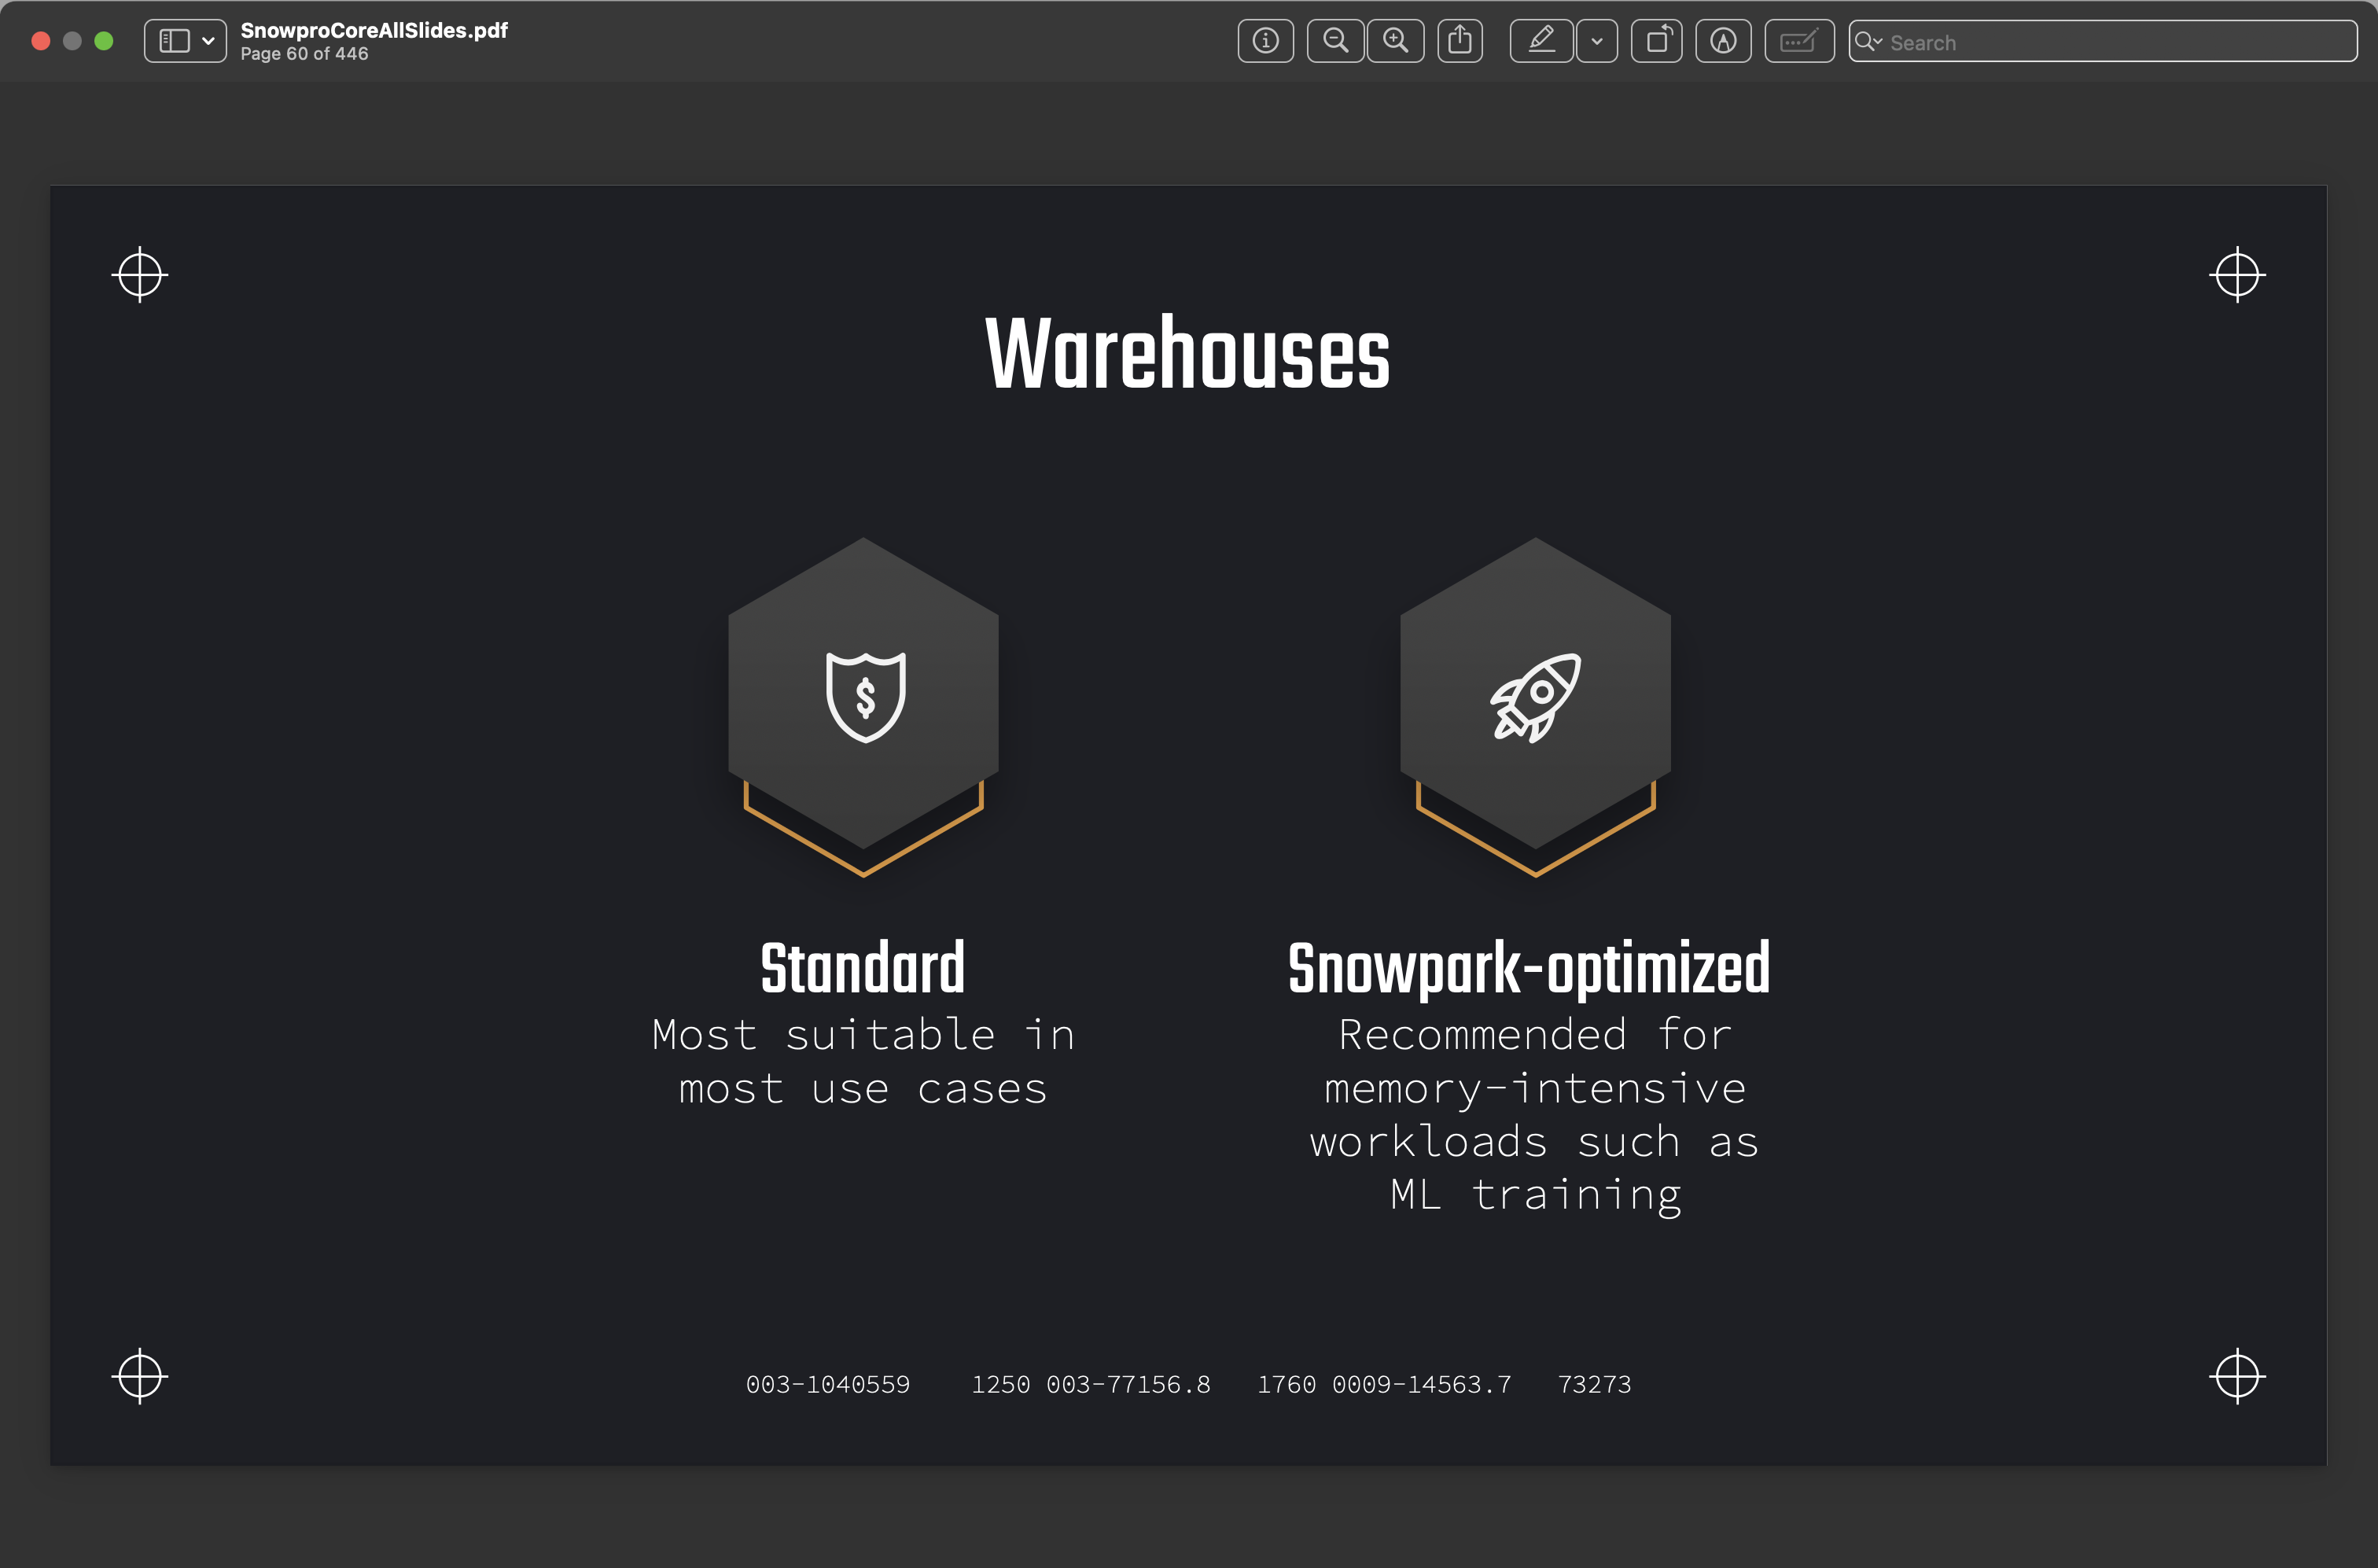 SnowproCoreAllSlides.pdf
Page 60 of 446
Search
Warehouses
$
Standard
Most suitable in
most use cases
Snowpark-optimized
Recommended for
memory-intensive
workloads such as
ML training
003-1040559 1250 003-77156.8 1760 0009-14563.7 73273